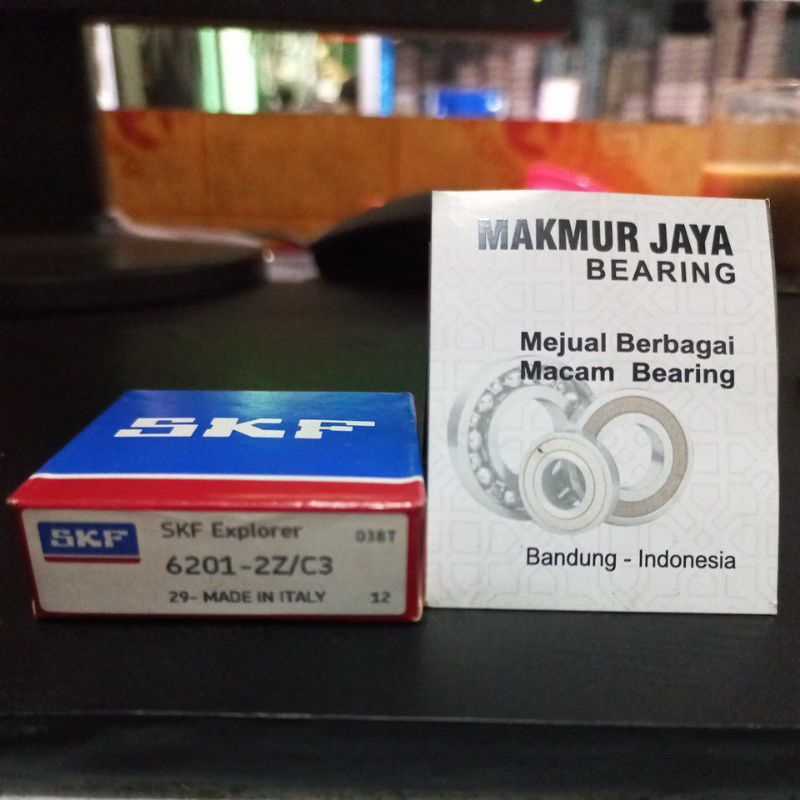 SKF
SKF
SKF Explorer
038T
6201-2Z/C3
29- MADE IN ITALY
12
MAKMUR JAYA
BEARING
Mejual Berbagai
Macam Bearing
Bandung - Indonesia